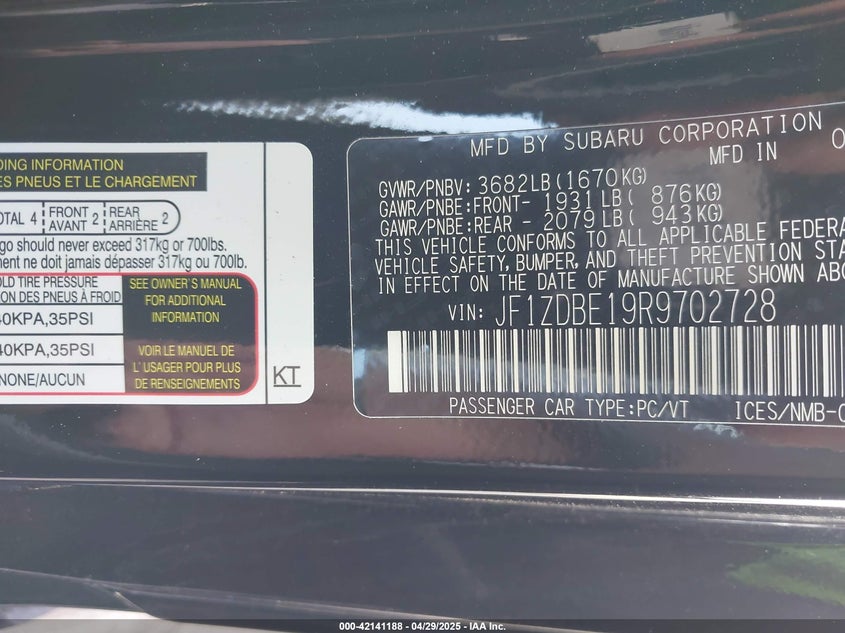 DING INFORMATION
ES PNEUS ET LE CHARGEMENT
OTAL 4 FRONT AVANT 2 REAR ARRIÈRE 2
go should never exceed 317kg or 700lbs.
ment ne doit jamais dépasser 317kg ou 700lb.
OLD TIRE PRESSURE
ION DES PNEUS À FROID
40KPA,35PSI
40KPA,35PSI
NONE/AUCUN
SEE OWNER'S MANUAL
FOR ADDITIONAL
INFORMATION
VOIR LE MANUEL DE
L' USAGER POUR PLUS
DE RENSEIGNEMENTS
KT
MFD BY SUBARU CORPORATION
MFD IN 0
GVWR/PNBV: 3682LB(1670KG)
GAWR/PNBE:FRONT- 1931LB( 876KG)
GAWR/PNBE:REAR - 2079LB( 943KG)
THIS VEHICLE CONFORMS TO ALL APPLICABLE FEDERA
VEHICLE SAFETY, BUMPER, AND THEFT PREVENTION STA
IN EFFECT ON THE DATE OF MANUFACTURE SHOWN ABO
VIN: JF1ZDBE19R9702728
PASSENGER CAR TYPE:PC/VT ICES/NMB-0
000-42141188 - 04/29/2025 - IAA Inc.